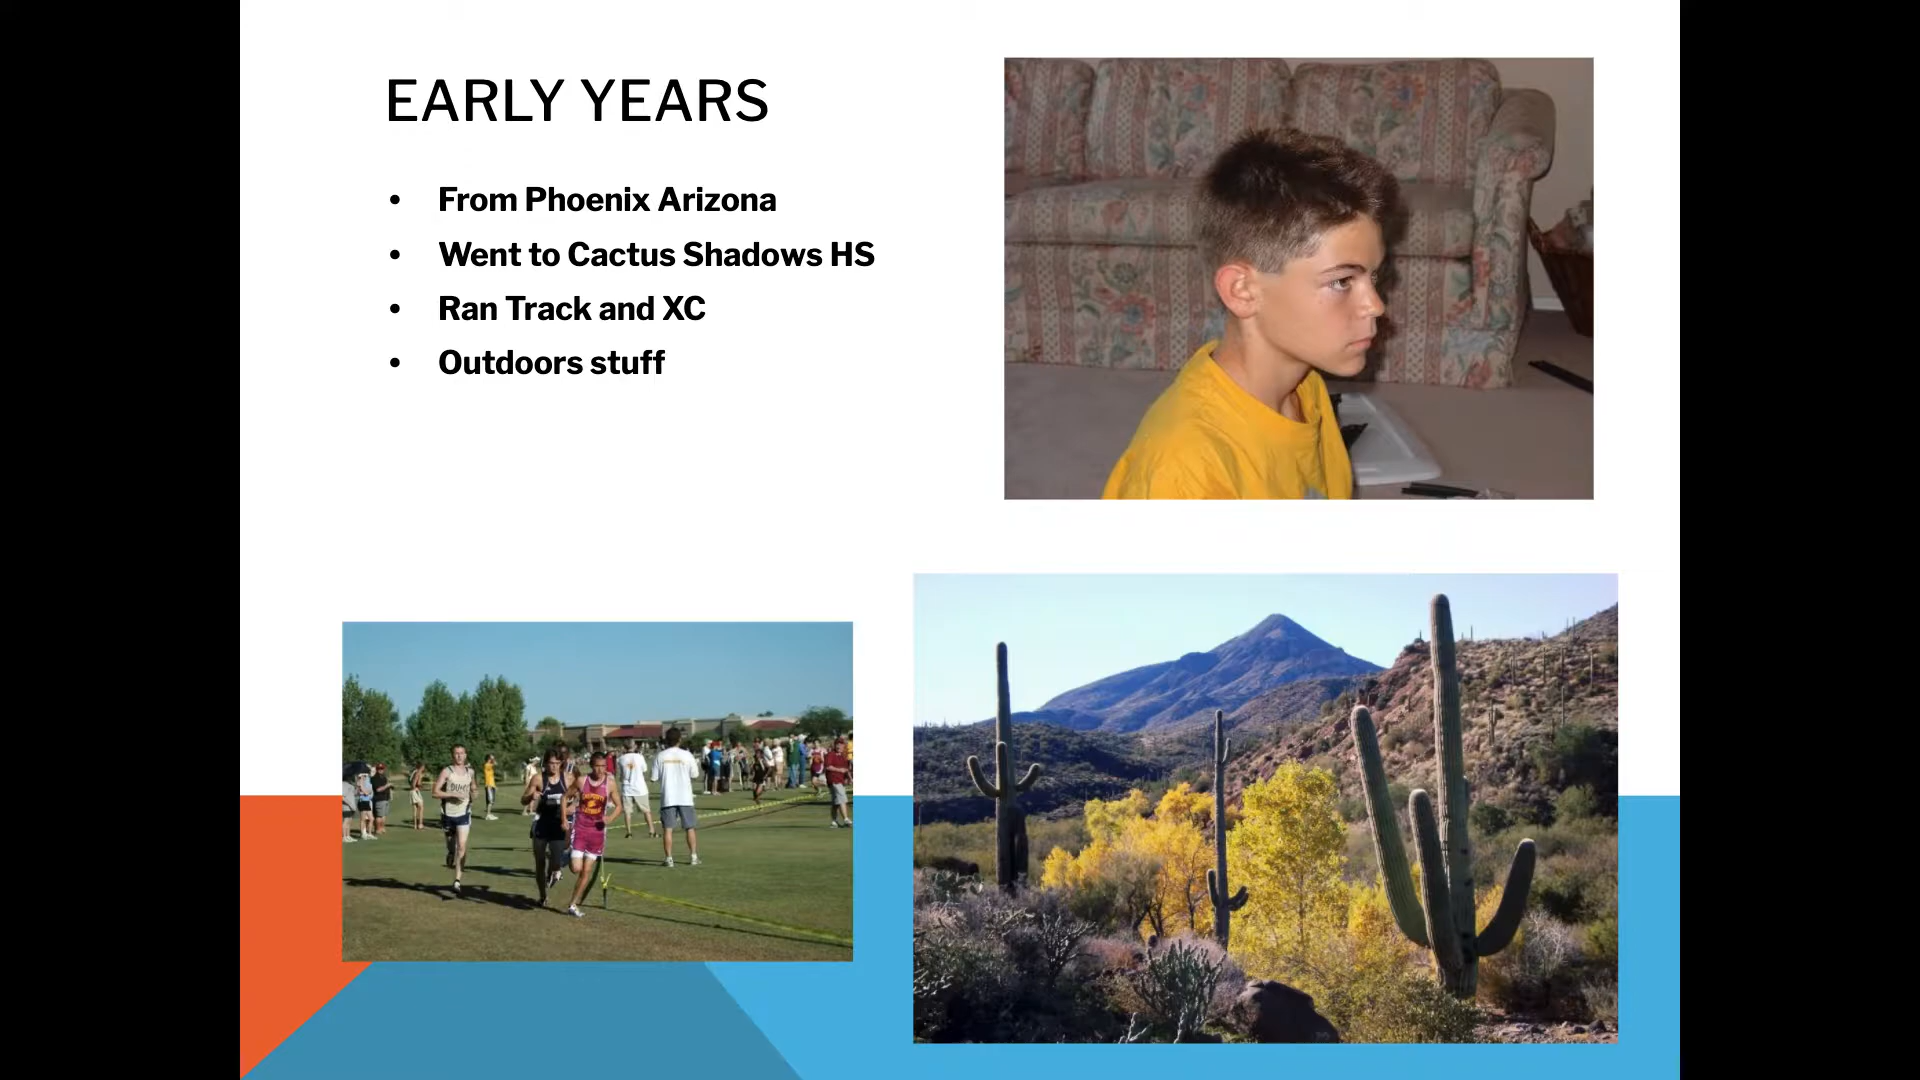 EARLY YEARS
• From Phoenix Arizona
• Went to Cactus Shadows HS
• Ran Track and XC
• Outdoors stuff